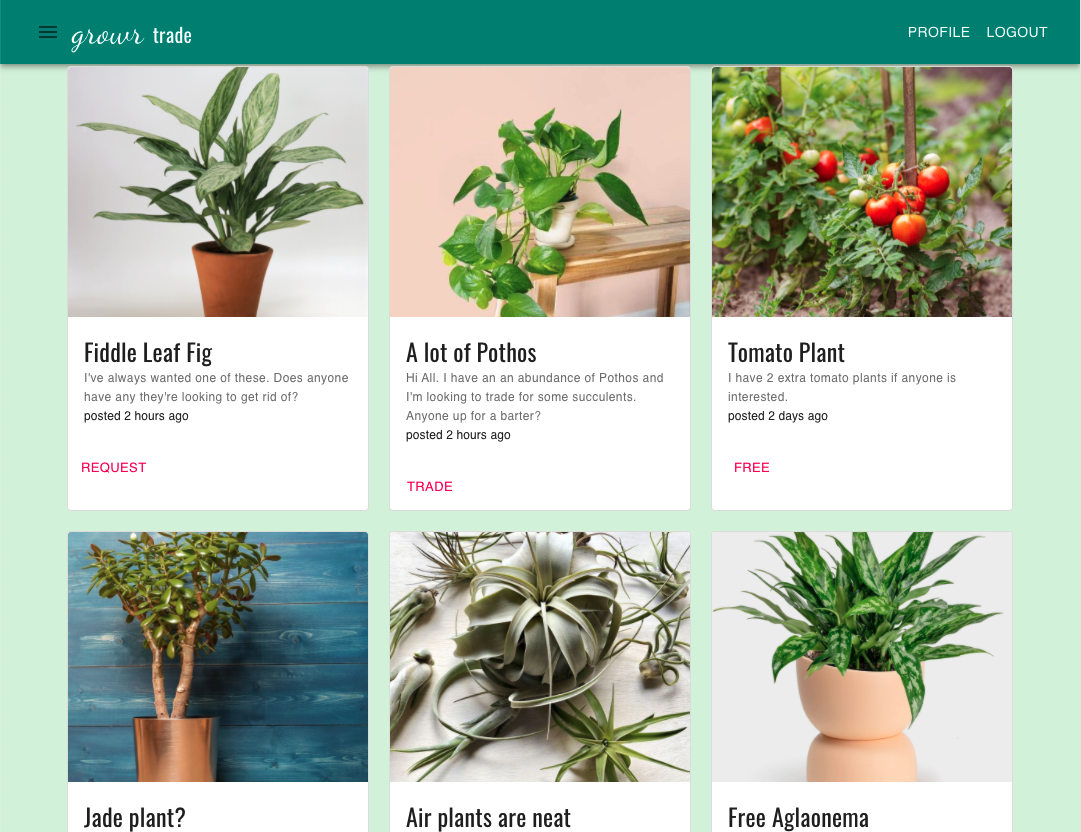 growr trade
PROFILE LOGOUT
Fiddle Leaf Fig
I've always wanted one of these. Does anyone
have any they're looking to get rid of?
posted 2 hours ago
REQUEST
A lot of Pothos
Hi All. I have an an abundance of Pothos and
I'm looking to trade for some succulents.
Anyone up for a barter?
posted 2 hours ago
TRADE
Tomato Plant
I have 2 extra tomato plants if anyone is
interested.
posted 2 days ago
FREE
Jade plant?
Air plants are neat
Free Aglaonema